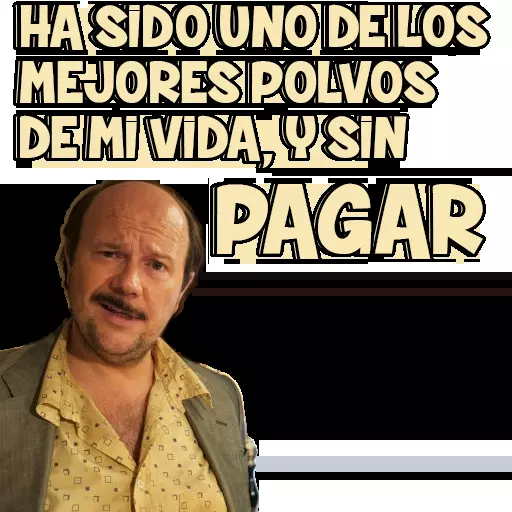 HA SIDO UNO DE LOS
MEJORES POLVOS
DE MI VIDA, Y SIN
PAGAR